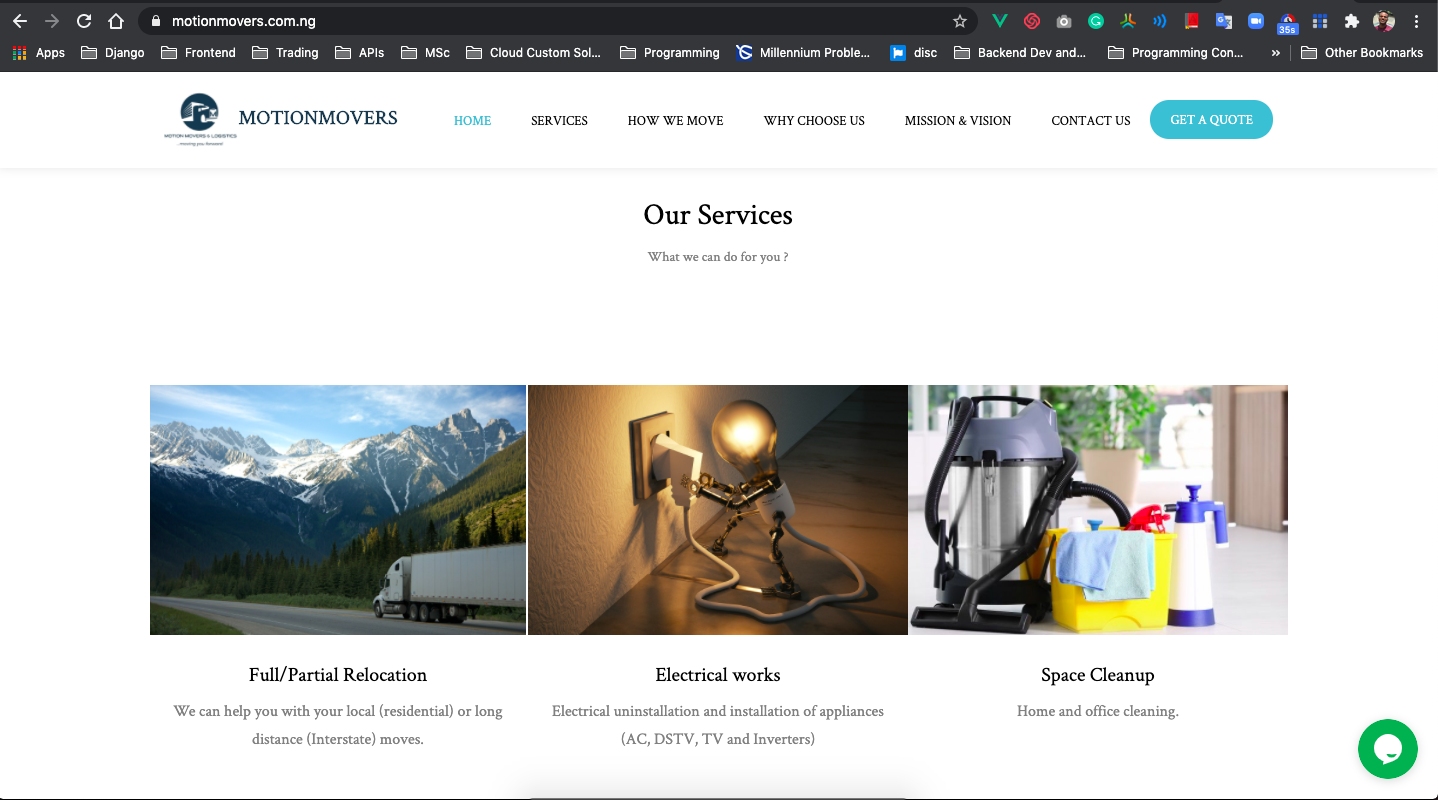 motionmovers.com.ng
35s
Apps Django Frontend Trading APIs MSc Cloud Custom Sol... Programming Millennium Proble... disc Backend Dev and... Programming Con... » Other Bookmarks
MOTION MOVERS & LOGISTICS
...moving you forward
MOTIONMOVERS
HOME SERVICES HOW WE MOVE WHY CHOOSE US MISSION & VISION CONTACT US GET A QUOTE
Our Services
What we can do for you ?
Full/Partial Relocation
We can help you with your local (residential) or long
distance (Interstate) moves.
Electrical works
Electrical uninstallation and installation of appliances
(AC, DSTV, TV and Inverters)
Space Cleanup
Home and office cleaning.